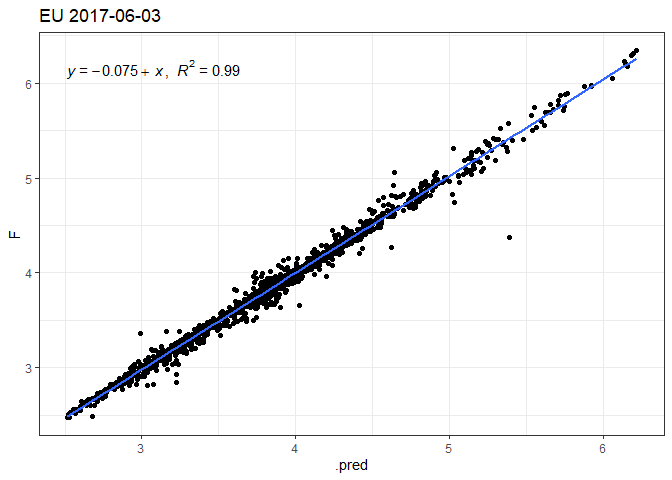 EU 2017-06-03
y = −0.075 + x , R² = 0.99
6
5
4
3
F
3 4 5 6
.pred